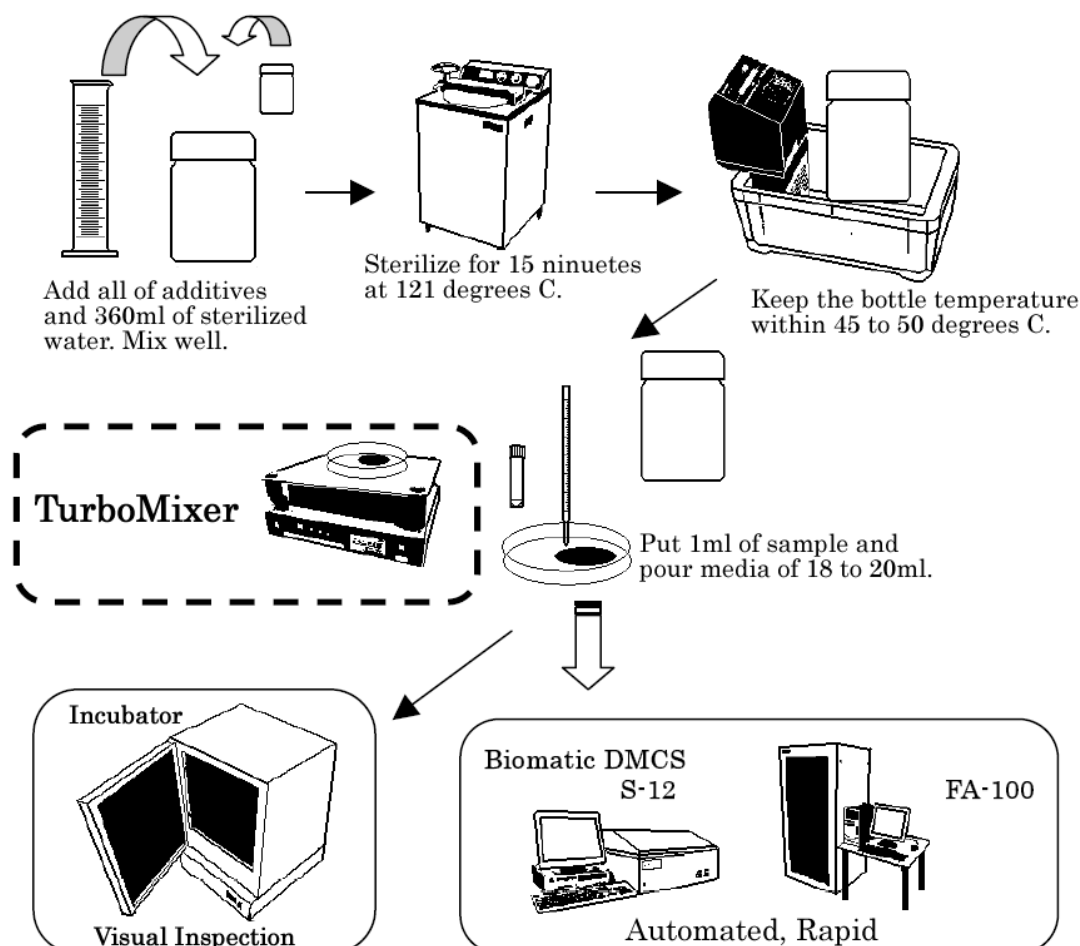 Add all of additives
and 360ml of sterilized
water. Mix well.
Sterilize for 15 ninuetes
at 121 degrees C.
Keep the bottle temperature
within 45 to 50 degrees C.
TurboMixer
Put 1ml of sample and
pour media of 18 to 20ml.
Incubator
Visual Inspection
Biomatic DMCS
S-12
FA-100
Automated, Rapid